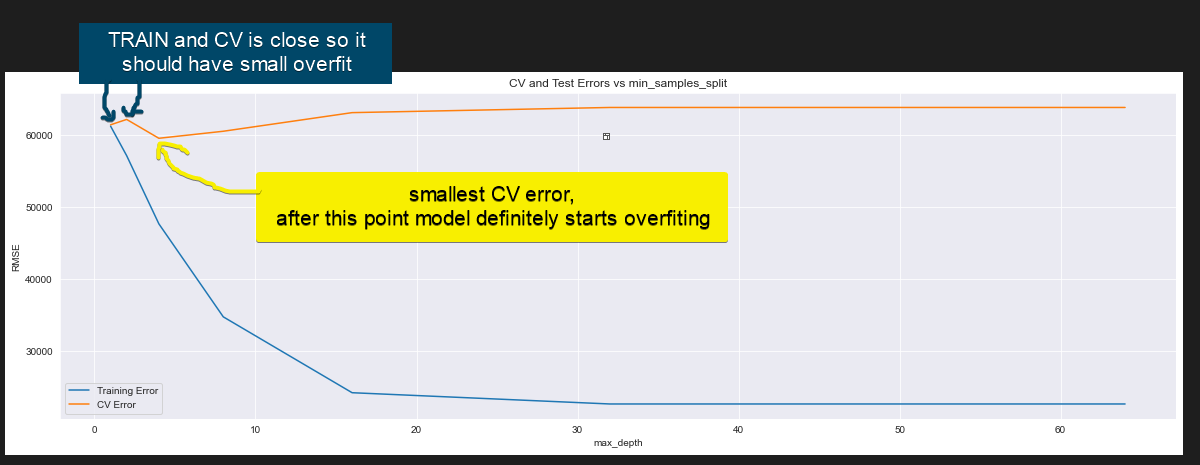 TRAIN and CV is close so it
should have small overfit
CV and Test Errors vs min_samples_split
60000
smallest CV error,
after this point model definitely starts overfiting
50000
RMSE
40000
30000
Training Error
CV Error
0 10 20 30 40 50 60
max_depth